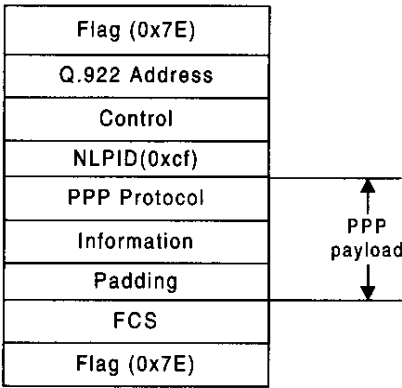 Flag (0x7E)
Q.922 Address
Control
NLPID(0xcf)
PPP Protocol
Information
Padding
FCS
Flag (0x7E)
PPP
payload